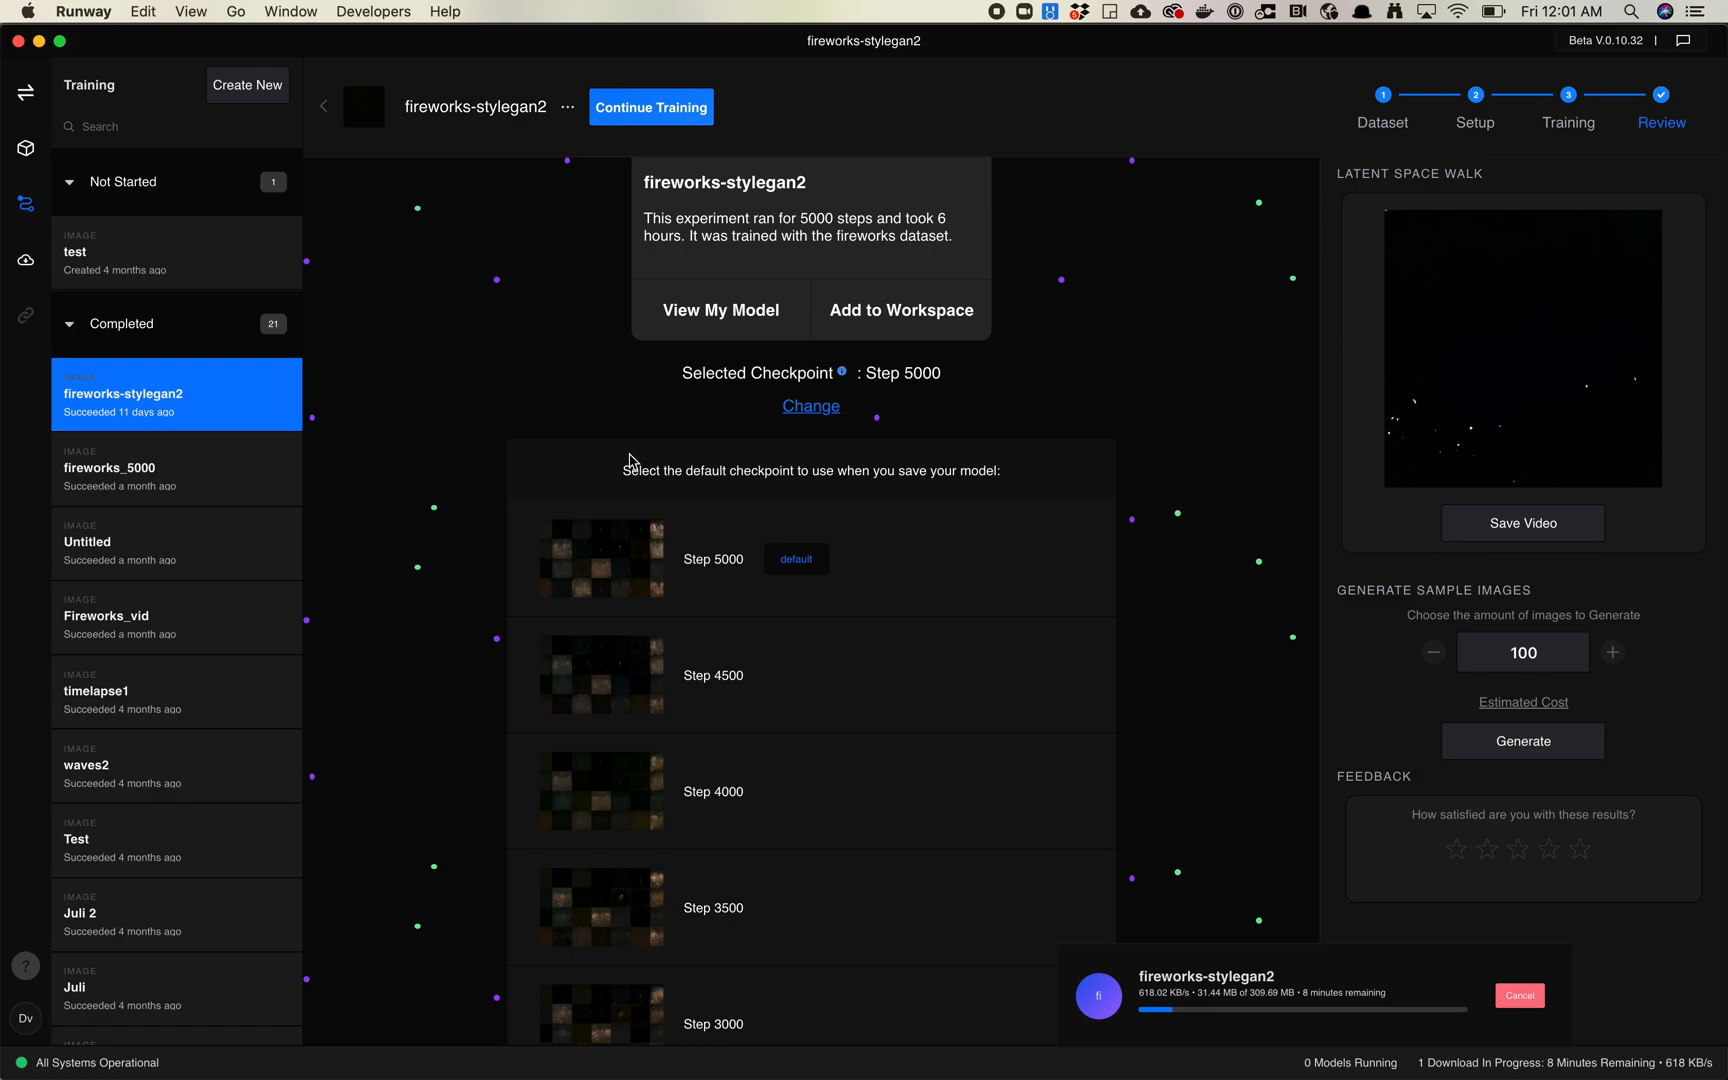 Runway Edit View Go Window Developers Help
Fri 12:01 AM
fireworks-stylegan2
Beta V.0.10.32 |
Training
Create New
Search
Not Started
1
IMAGE
test
Created 4 months ago
Completed
21
IMAGE
fireworks-stylegan2
Succeeded 11 days ago
IMAGE
fireworks_5000
Succeeded a month ago
IMAGE
Untitled
Succeeded a month ago
IMAGE
Fireworks_vid
Succeeded a month ago
IMAGE
timelapse1
Succeeded 4 months ago
IMAGE
waves2
Succeeded 4 months ago
IMAGE
Test
Succeeded 4 months ago
IMAGE
Juli 2
Succeeded 4 months ago
IMAGE
Juli
Succeeded 4 months ago
?
Dv
fireworks-stylegan2
...
Continue Training
1
2
3
Dataset
Setup
Training
Review
fireworks-stylegan2
This experiment ran for 5000 steps and took 6
hours. It was trained with the fireworks dataset.
View My Model
Add to Workspace
Selected Checkpoint : Step 5000
Change
Select the default checkpoint to use when you save your model:
Step 5000
default
Step 4500
Step 4000
Step 3500
Step 3000
LATENT SPACE WALK
Save Video
GENERATE SAMPLE IMAGES
Choose the amount of images to Generate
100
Estimated Cost
Generate
FEEDBACK
How satisfied are you with these results?
fi
fireworks-stylegan2
618.02 KB/s • 31.44 MB of 309.69 MB • 8 minutes remaining
Cancel
All Systems Operational
0 Models Running
1 Download In Progress: 8 Minutes Remaining • 618 KB/s